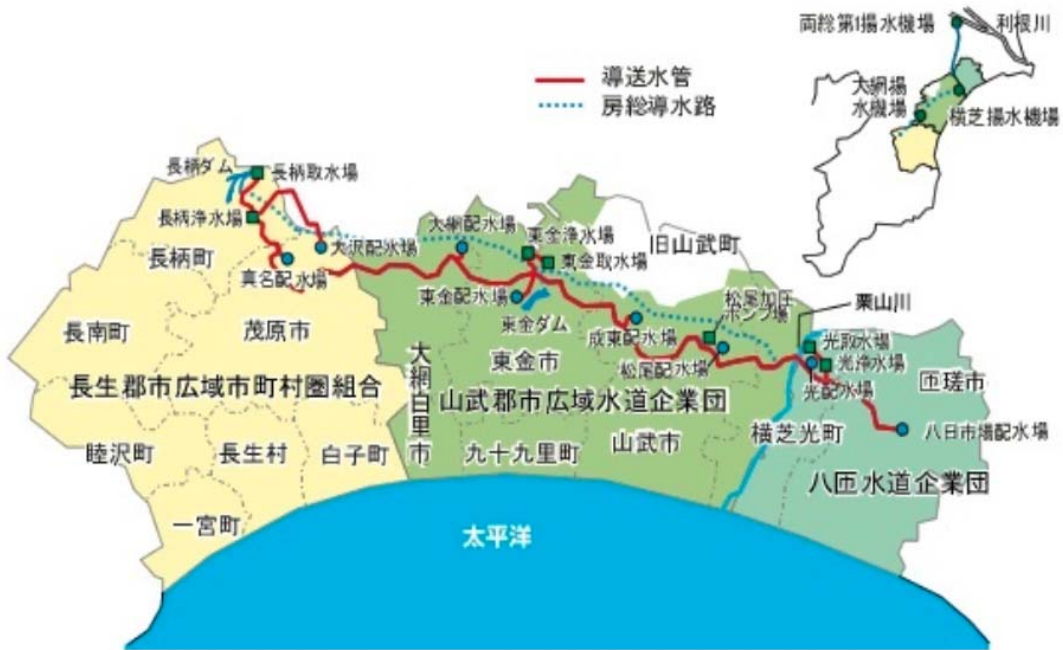 両総第1揚水機場
利根川
大網揚
水機場
横芝揚水機場
導送水管
房総導水路
長柄ダム
長柄取水場
長柄浄水場
大沢配水場
真名配水場
長柄町
長南町
茂原市
長生郡市広域市町村圏組合
睦沢町
長生村
白子町
一宮町
大網配水場
東金浄水場
東金取水場
旧山武町
東金配水場
東金ダム
成東配水場
松尾加圧
ポンプ場
松尾配水場
栗山川
光取水場
光浄水場
光配水場
匝瑳市
八日市場配水場
大網白里市
東金市
山武郡市広域水道企業団
九十九里町
山武市
横芝光町
八匝水道企業団
太平洋